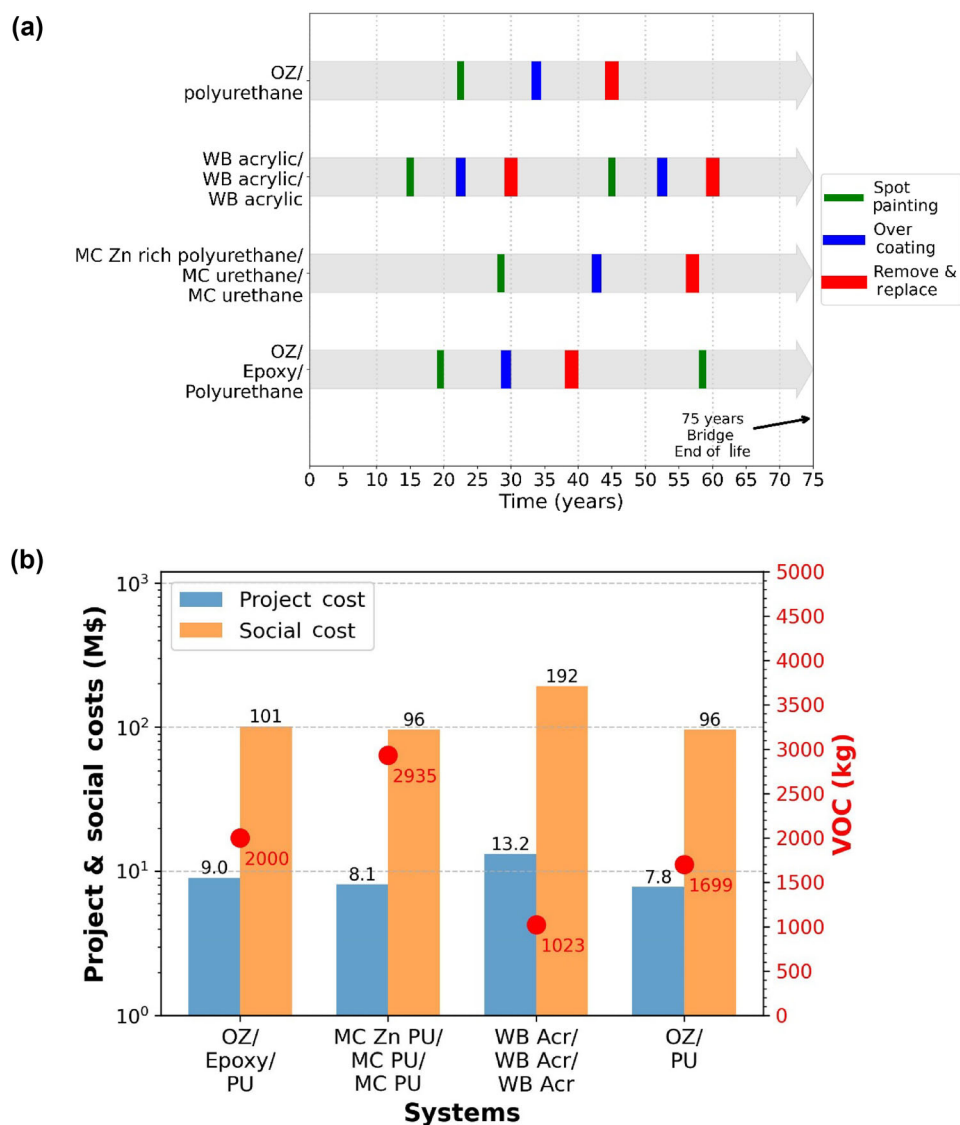 (a)
OZ/
polyurethane
WB acrylic/
WB acrylic/
WB acrylic
MC Zn rich polyurethane/
MC urethane/
MC urethane
OZ/
Epoxy/
Polyurethane
Spot
painting
Over
coating
Remove &
replace
75 years
Bridge
End of life
0 5 10 15 20 25 30 35 40 45 50 55 60 65 70 75
Time (years)
(b)
Project & social costs (M$)
10³
10²
10¹
10⁰
Project cost
Social cost
9.0
101
2000
8.1
96
2935
13.2
192
1023
7.8
96
1699
5000
4500
4000
3500
3000
2500
2000
1500
1000
500
0
VOC (kg)
OZ/
Epoxy/
PU
MC Zn PU/
MC PU/
MC PU
WB Acr/
WB Acr/
WB Acr
OZ/
PU
Systems